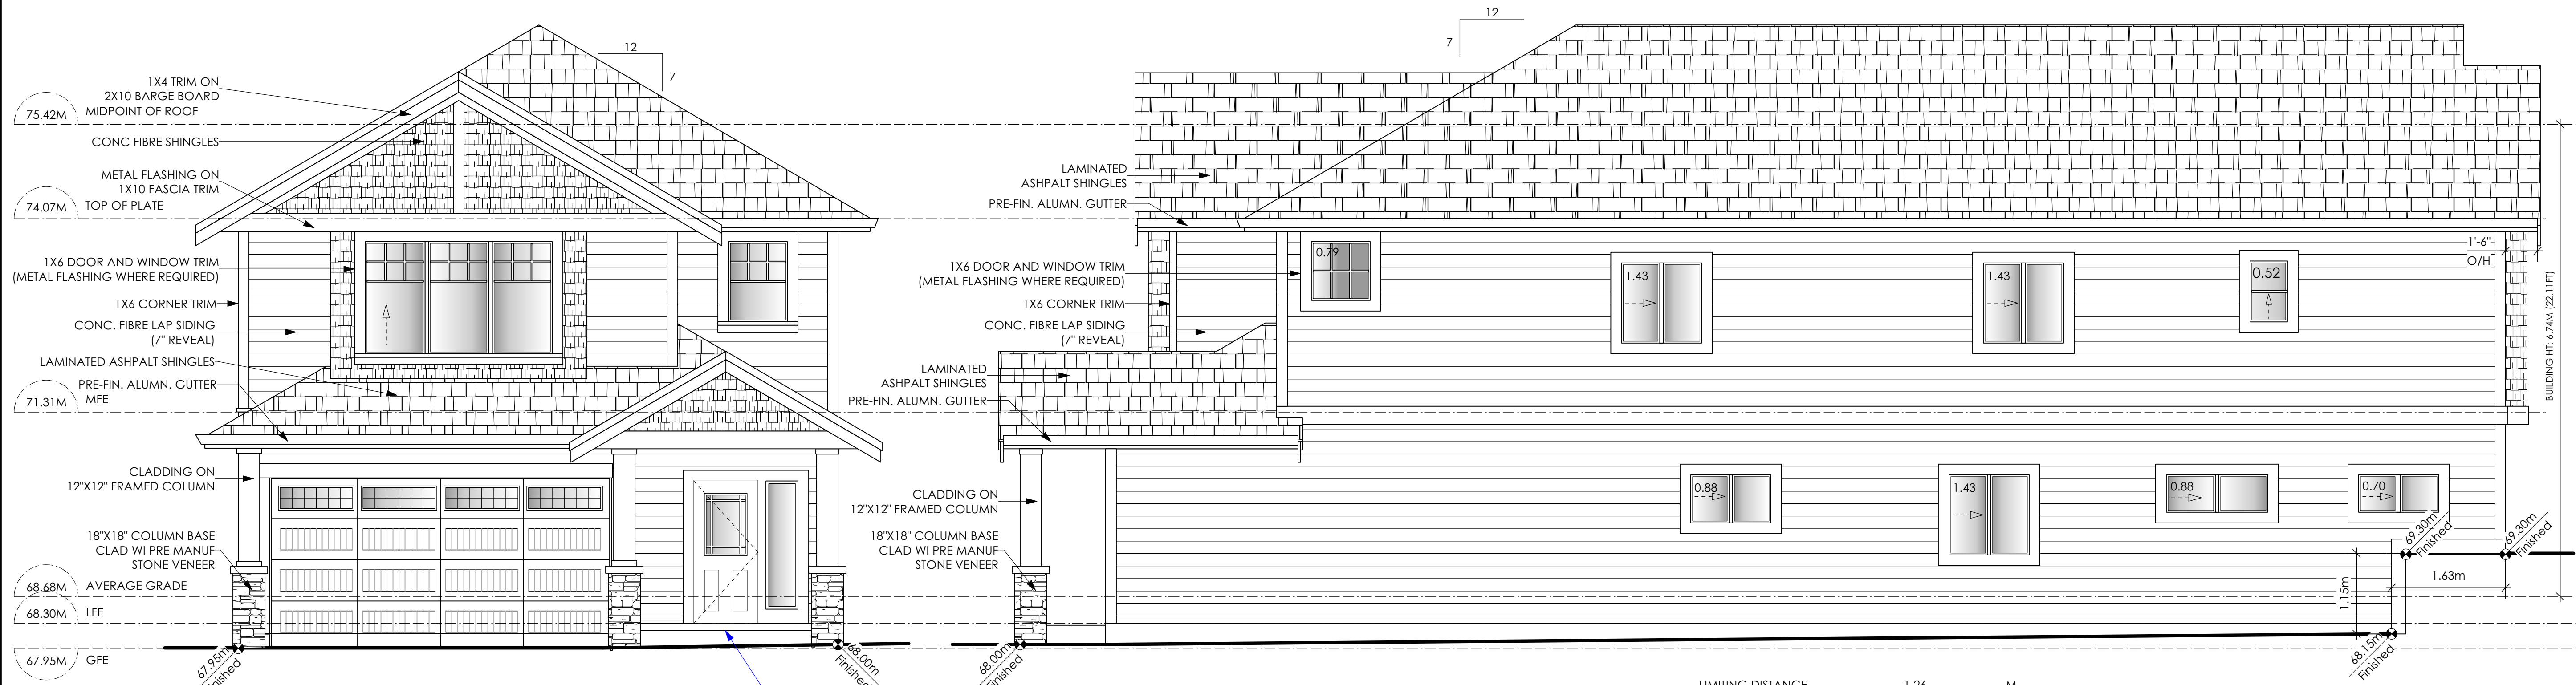 12
7
1X4 TRIM ON
2X10 BARGE BOARD
75.42M
MIDPOINT OF ROOF
CONC FIBRE SHINGLES
METAL FLASHING ON
1X10 FASCIA TRIM
74.07M
TOP OF PLATE
1X6 DOOR AND WINDOW TRIM
(METAL FLASHING WHERE REQUIRED)
1X6 CORNER TRIM
CONC. FIBRE LAP SIDING
(7" REVEAL)
LAMINATED ASHPALT SHINGLES
PRE-FIN. ALUMN. GUTTER
71.31M
MFE
CLADDING ON
12"X12" FRAMED COLUMN
18"X18" COLUMN BASE
CLAD WI PRE MANUF
STONE VENEER
68.68M
AVERAGE GRADE
68.30M
LFE
67.95M
GFE
67.95m
Finished
68.00m
Finished
12
7
LAMINATED
ASHPALT SHINGLES
PRE-FIN. ALUMN. GUTTER
1X6 DOOR AND WINDOW TRIM
(METAL FLASHING WHERE REQUIRED)
1X6 CORNER TRIM
CONC. FIBRE LAP SIDING
(7" REVEAL)
LAMINATED
ASHPALT SHINGLES
PRE-FIN. ALUMN. GUTTER
CLADDING ON
12"X12" FRAMED COLUMN
18"X18" COLUMN BASE
CLAD WI PRE MANUF
STONE VENEER
68.00m
Finished
0.79
1.43
1.43
0.52
1'-6"
O/H
BUILDING HT: 6.74M (22.11FT)
0.88
1.43
0.88
0.70
69.30m
Finished
69.30m
Finished
1.63m
1.15m
68.15m
Finished
LIMITING DISTANCE
1.26
M